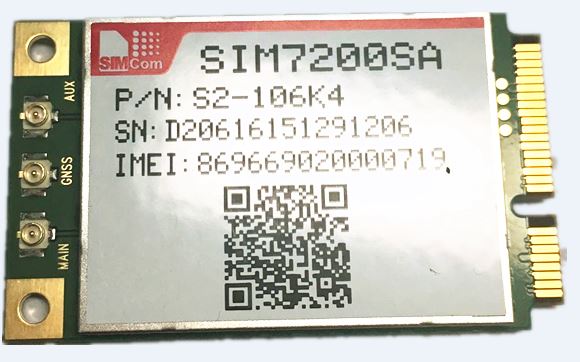 SIMCom
SIM7200SA
P/N: S2-106K4
SN: D20616151291206
IMEI: 869669020000719
AUX
GNSS
MAIN